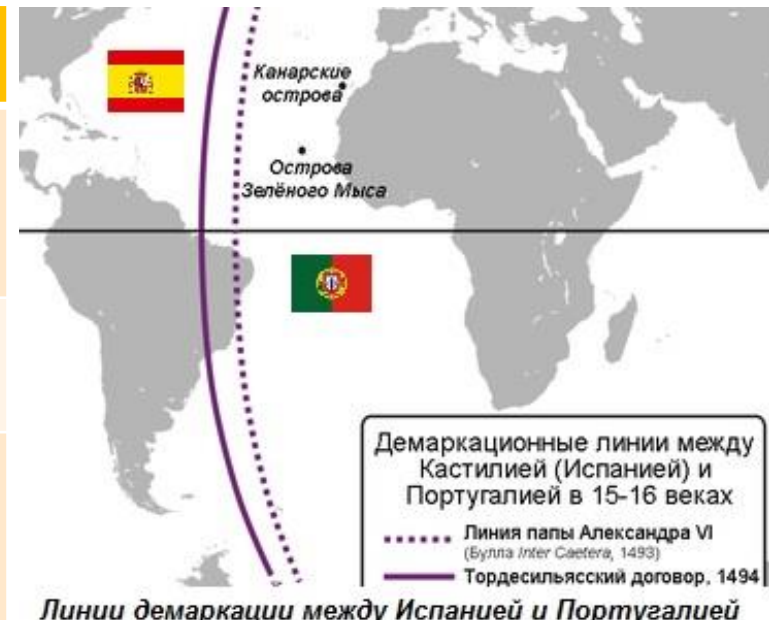 Канарские
острова
Острова
Зелёного Мыса
Демаркационные линии между
Кастилией (Испанией) и
Португалией в 15-16 веках
Линия папы Александра VI
(Булла Inter Caetera, 1493)
Тордесильясский договор, 1494
Линии демаркации между Испанией и Португалией